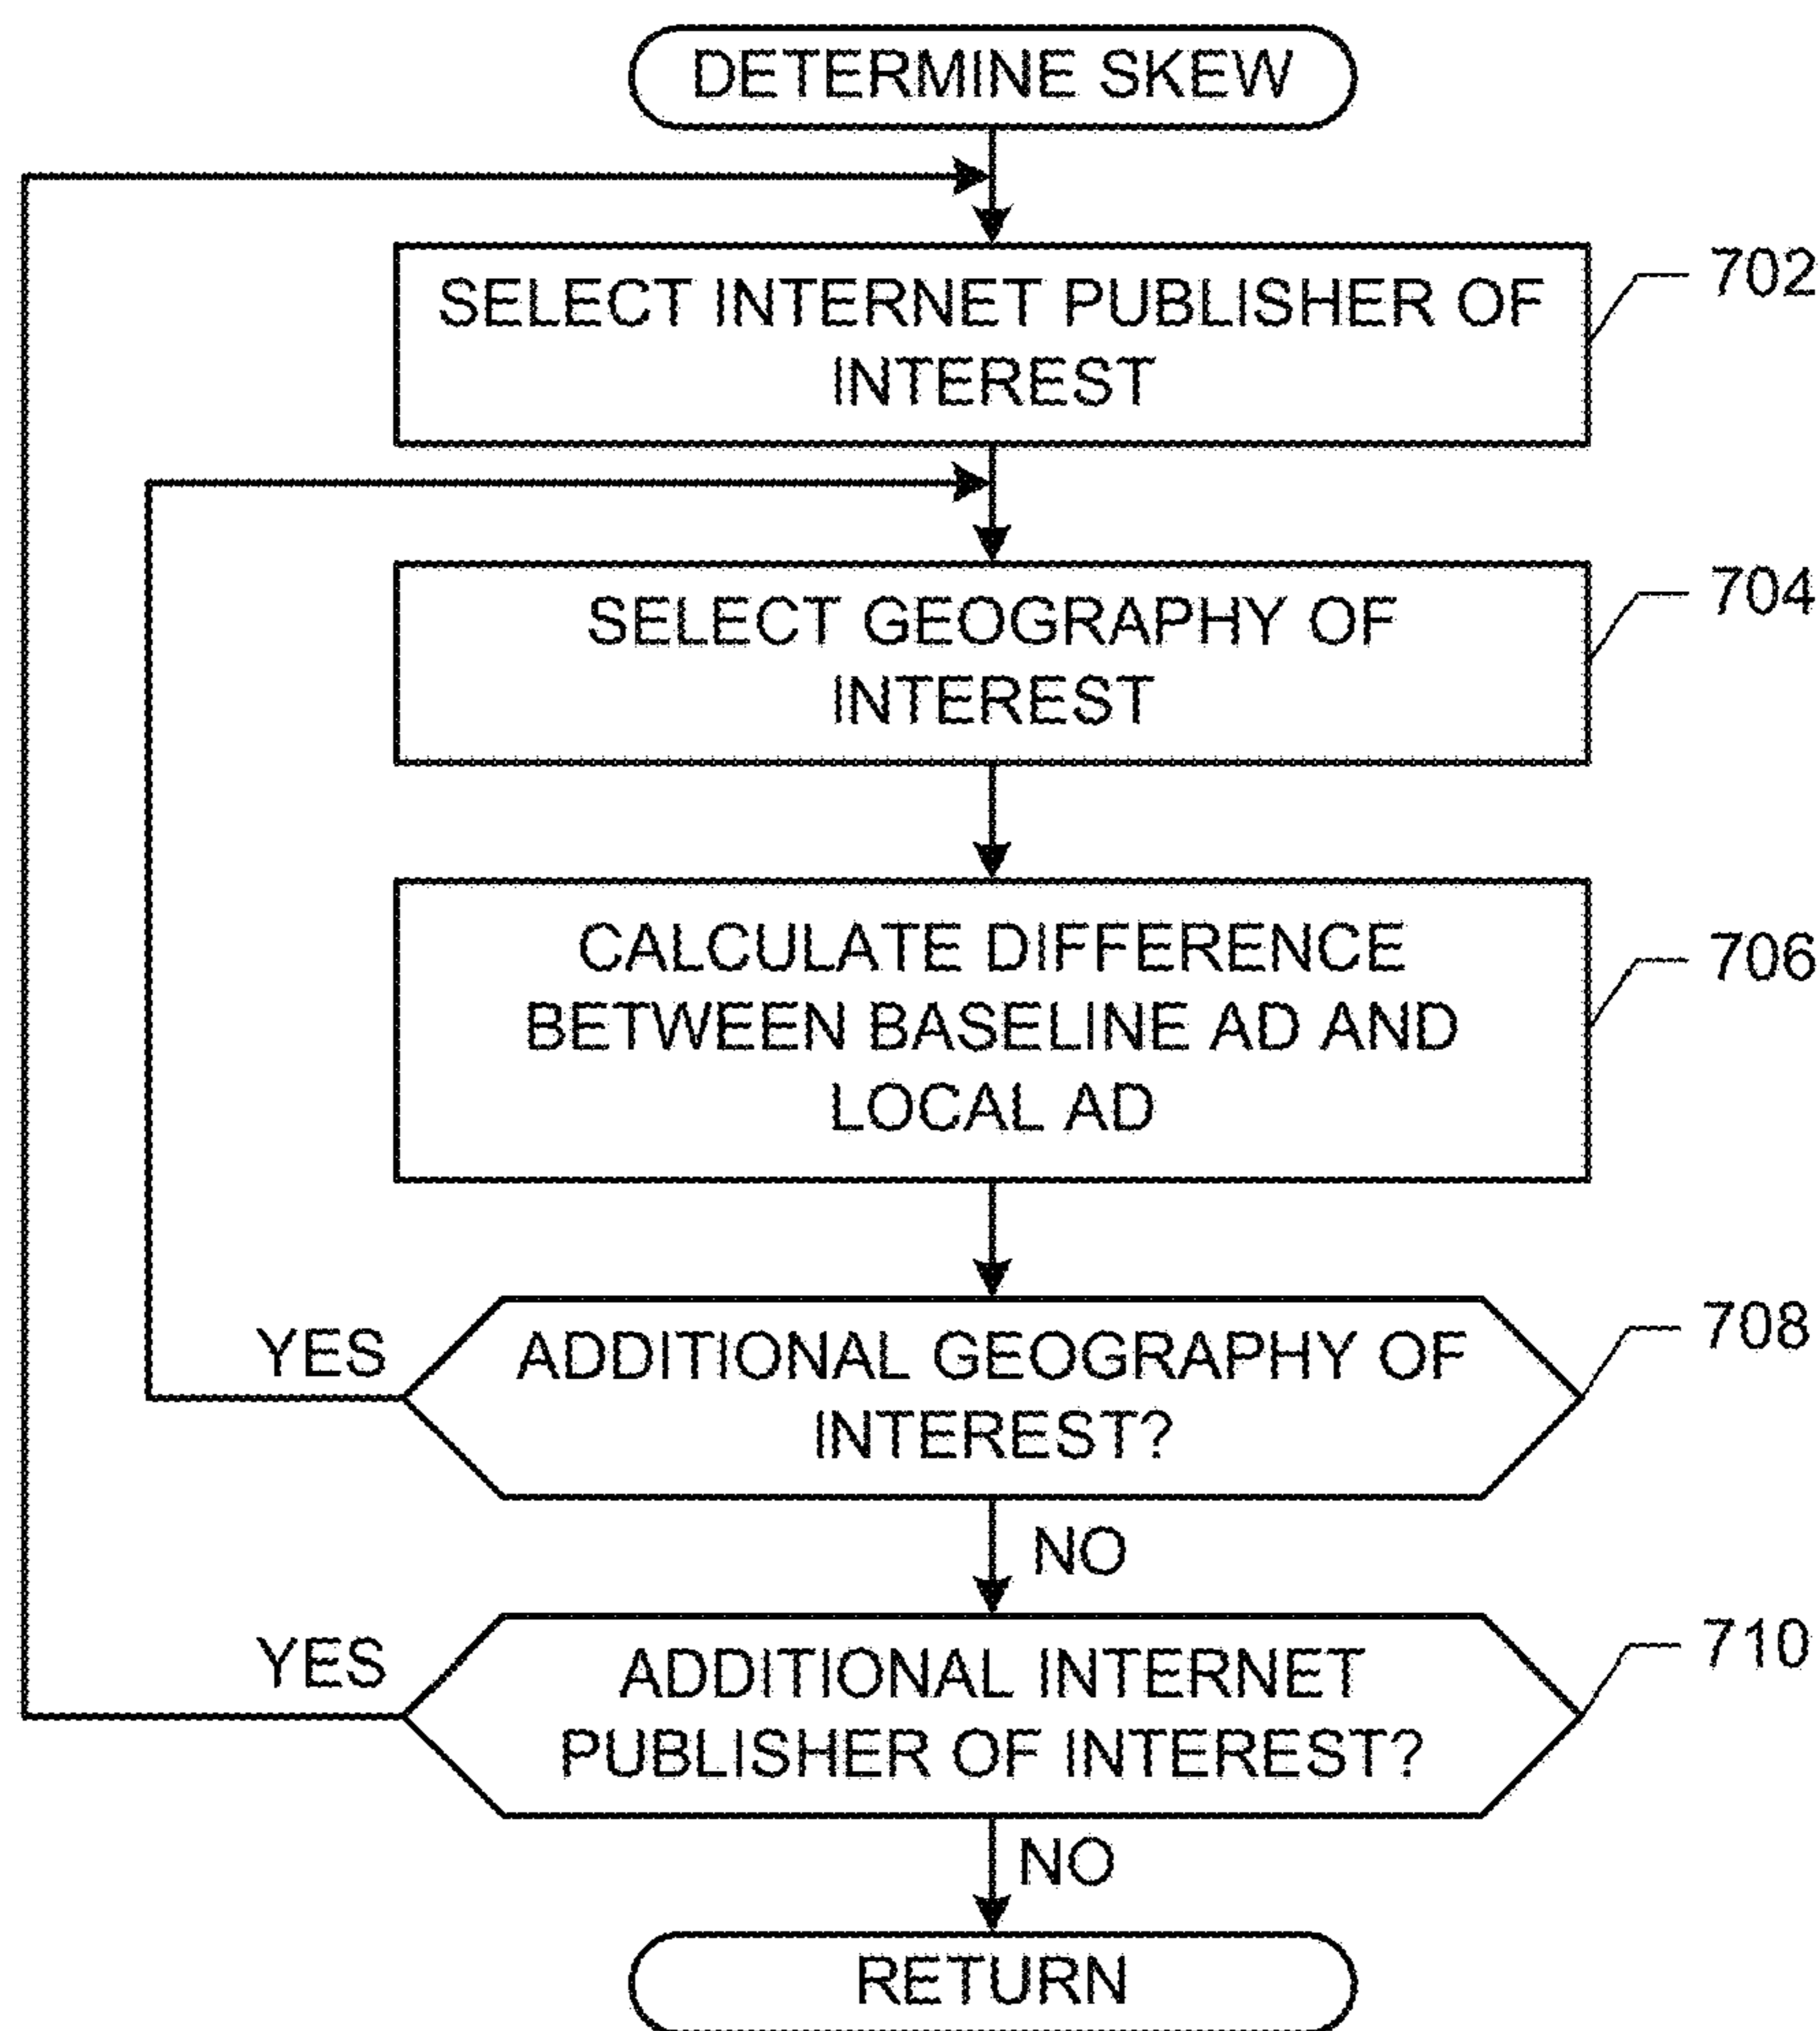 DETERMINE SKEW
SELECT INTERNET PUBLISHER OF
INTEREST
702
SELECT GEOGRAPHY OF
INTEREST
704
CALCULATE DIFFERENCE
BETWEEN BASELINE AD AND
LOCAL AD
706
YES
ADDITIONAL GEOGRAPHY OF
INTEREST?
708
NO
YES
ADDITIONAL INTERNET
PUBLISHER OF INTEREST?
710
NO
RETURN